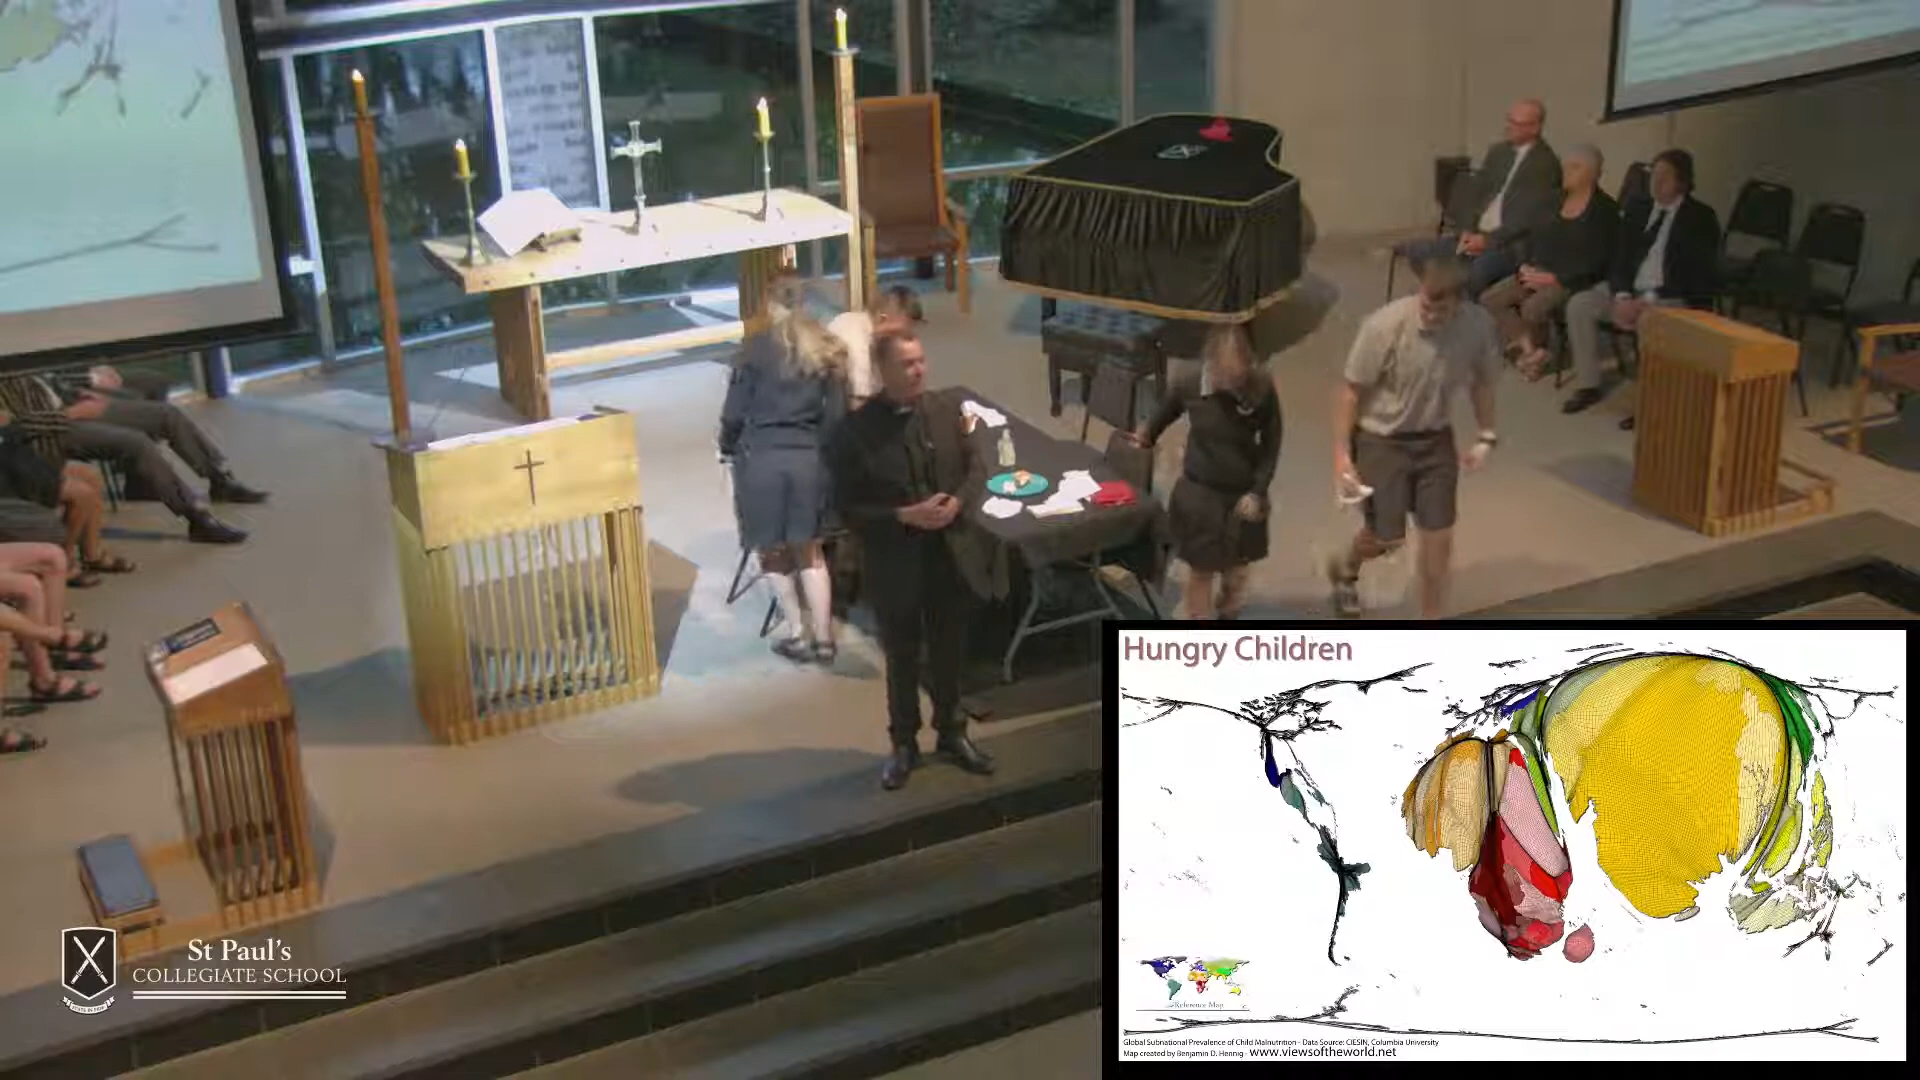 Hungry Children
Reference Map
Global Subnational Prevalence of Child Malnutrition - Data Source: CIESIN, Columbia University
Map created by Benjamin D. Hennig - www.viewsoftheworld.net
St Paul's
COLLEGIATE SCHOOL